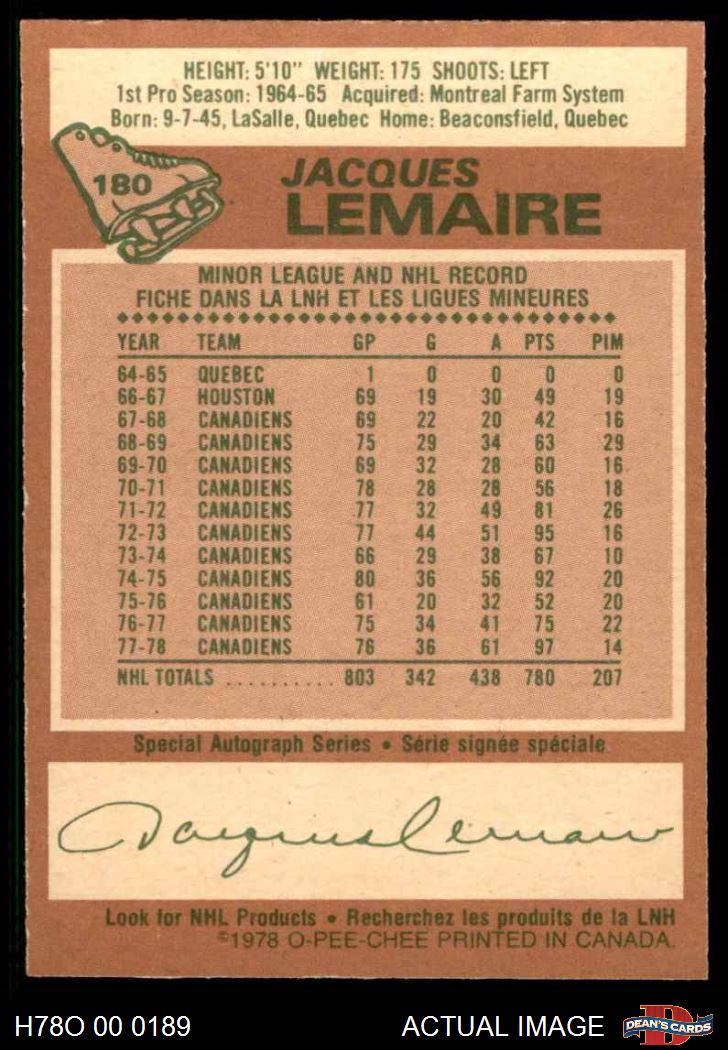 HEIGHT: 5'10" WEIGHT: 175 SHOOTS: LEFT
1st Pro Season: 1964-65 Acquired: Montreal Farm System
Born: 9-7-45, LaSalle, Quebec Home: Beaconsfield, Quebec
180
JACQUES
LEMAIRE
MINOR LEAGUE AND NHL RECORD
FICHE DANS LA LNH ET LES LIGUES MINEURES
YEAR TEAM GP G A PTS PIM
64-65 QUEBEC 1 0 0 0 0
66-67 HOUSTON 69 19 30 49 19
67-68 CANADIENS 69 22 20 42 16
68-69 CANADIENS 75 29 34 63 29
69-70 CANADIENS 69 32 28 60 16
70-71 CANADIENS 78 28 28 56 18
71-72 CANADIENS 77 32 49 81 26
72-73 CANADIENS 77 44 51 95 16
73-74 CANADIENS 66 29 38 67 10
74-75 CANADIENS 80 36 56 92 20
75-76 CANADIENS 61 20 32 52 20
76-77 CANADIENS 75 34 41 75 22
77-78 CANADIENS 76 36 61 97 14
NHL TOTALS .......... 803 342 438 780 207
Special Autograph Series • Série signée spéciale
Jacques Lemaire
Look for NHL Products • Recherchez les produits de la LNH
©1978 O-PEE-CHEE PRINTED IN CANADA.
H78O 00 0189 ACTUAL IMAGE D DEAN'S CARDS